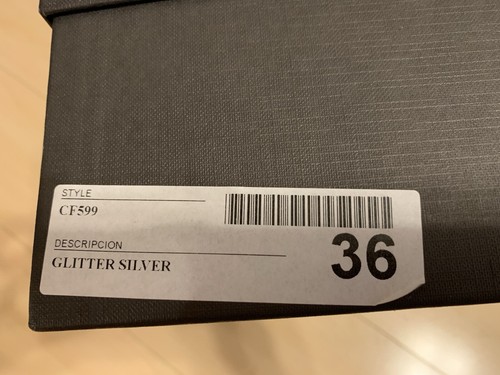 STYLE
CF599
DESCRIPCION
GLITTER SILVER
36